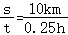 s/t = 10km/0.25h